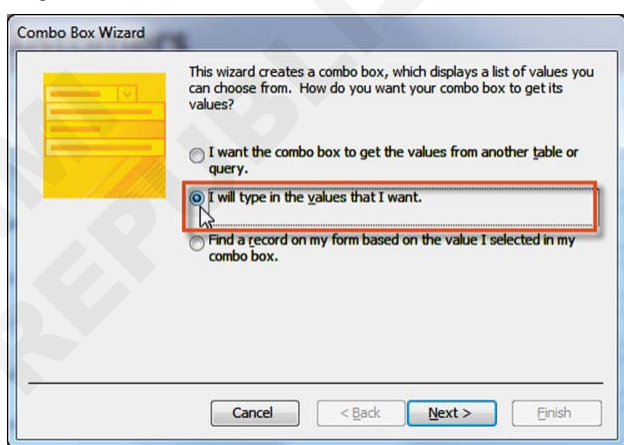 Combo Box Wizard
This wizard creates a combo box, which displays a list of values you
can choose from. How do you want your combo box to get its
values?
I want the combo box to get the values from another table or
query.
I will type in the values that I want.
Find a record on my form based on the value I selected in my
combo box.
Cancel
< Back
Next >
Finish